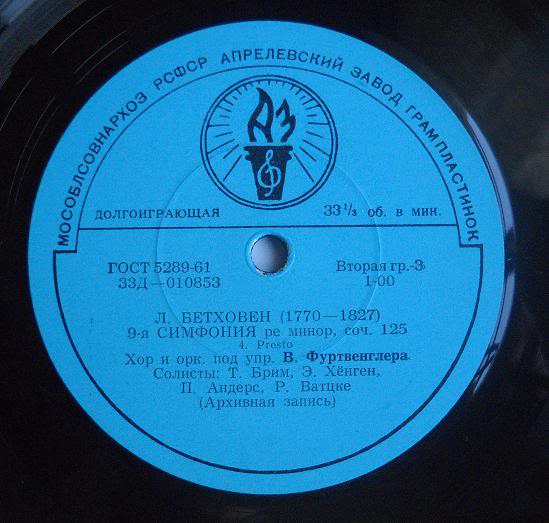 МОСОБЛСОВНАРХОЗ РСФСР АПРЕЛЕВСКИЙ ЗАВОД ГРАМПЛАСТИНОК
АЗ
ДОЛГОИГРАЮЩАЯ 33⅓ об. в мин.
ГОСТ 5289-61 Вторая гр.-3
33Д—010853 1-00
Л. БЕТХОВЕН (1770—1827)
9-я СИМФОНИЯ ре минор, соч. 125
4. Presto
Хор и орк. под упр. В. Фуртвенглера
Солисты: Т. Брим, Э. Хёнген,
П. Андерс, Р. Ватцке
(Архивная запись)